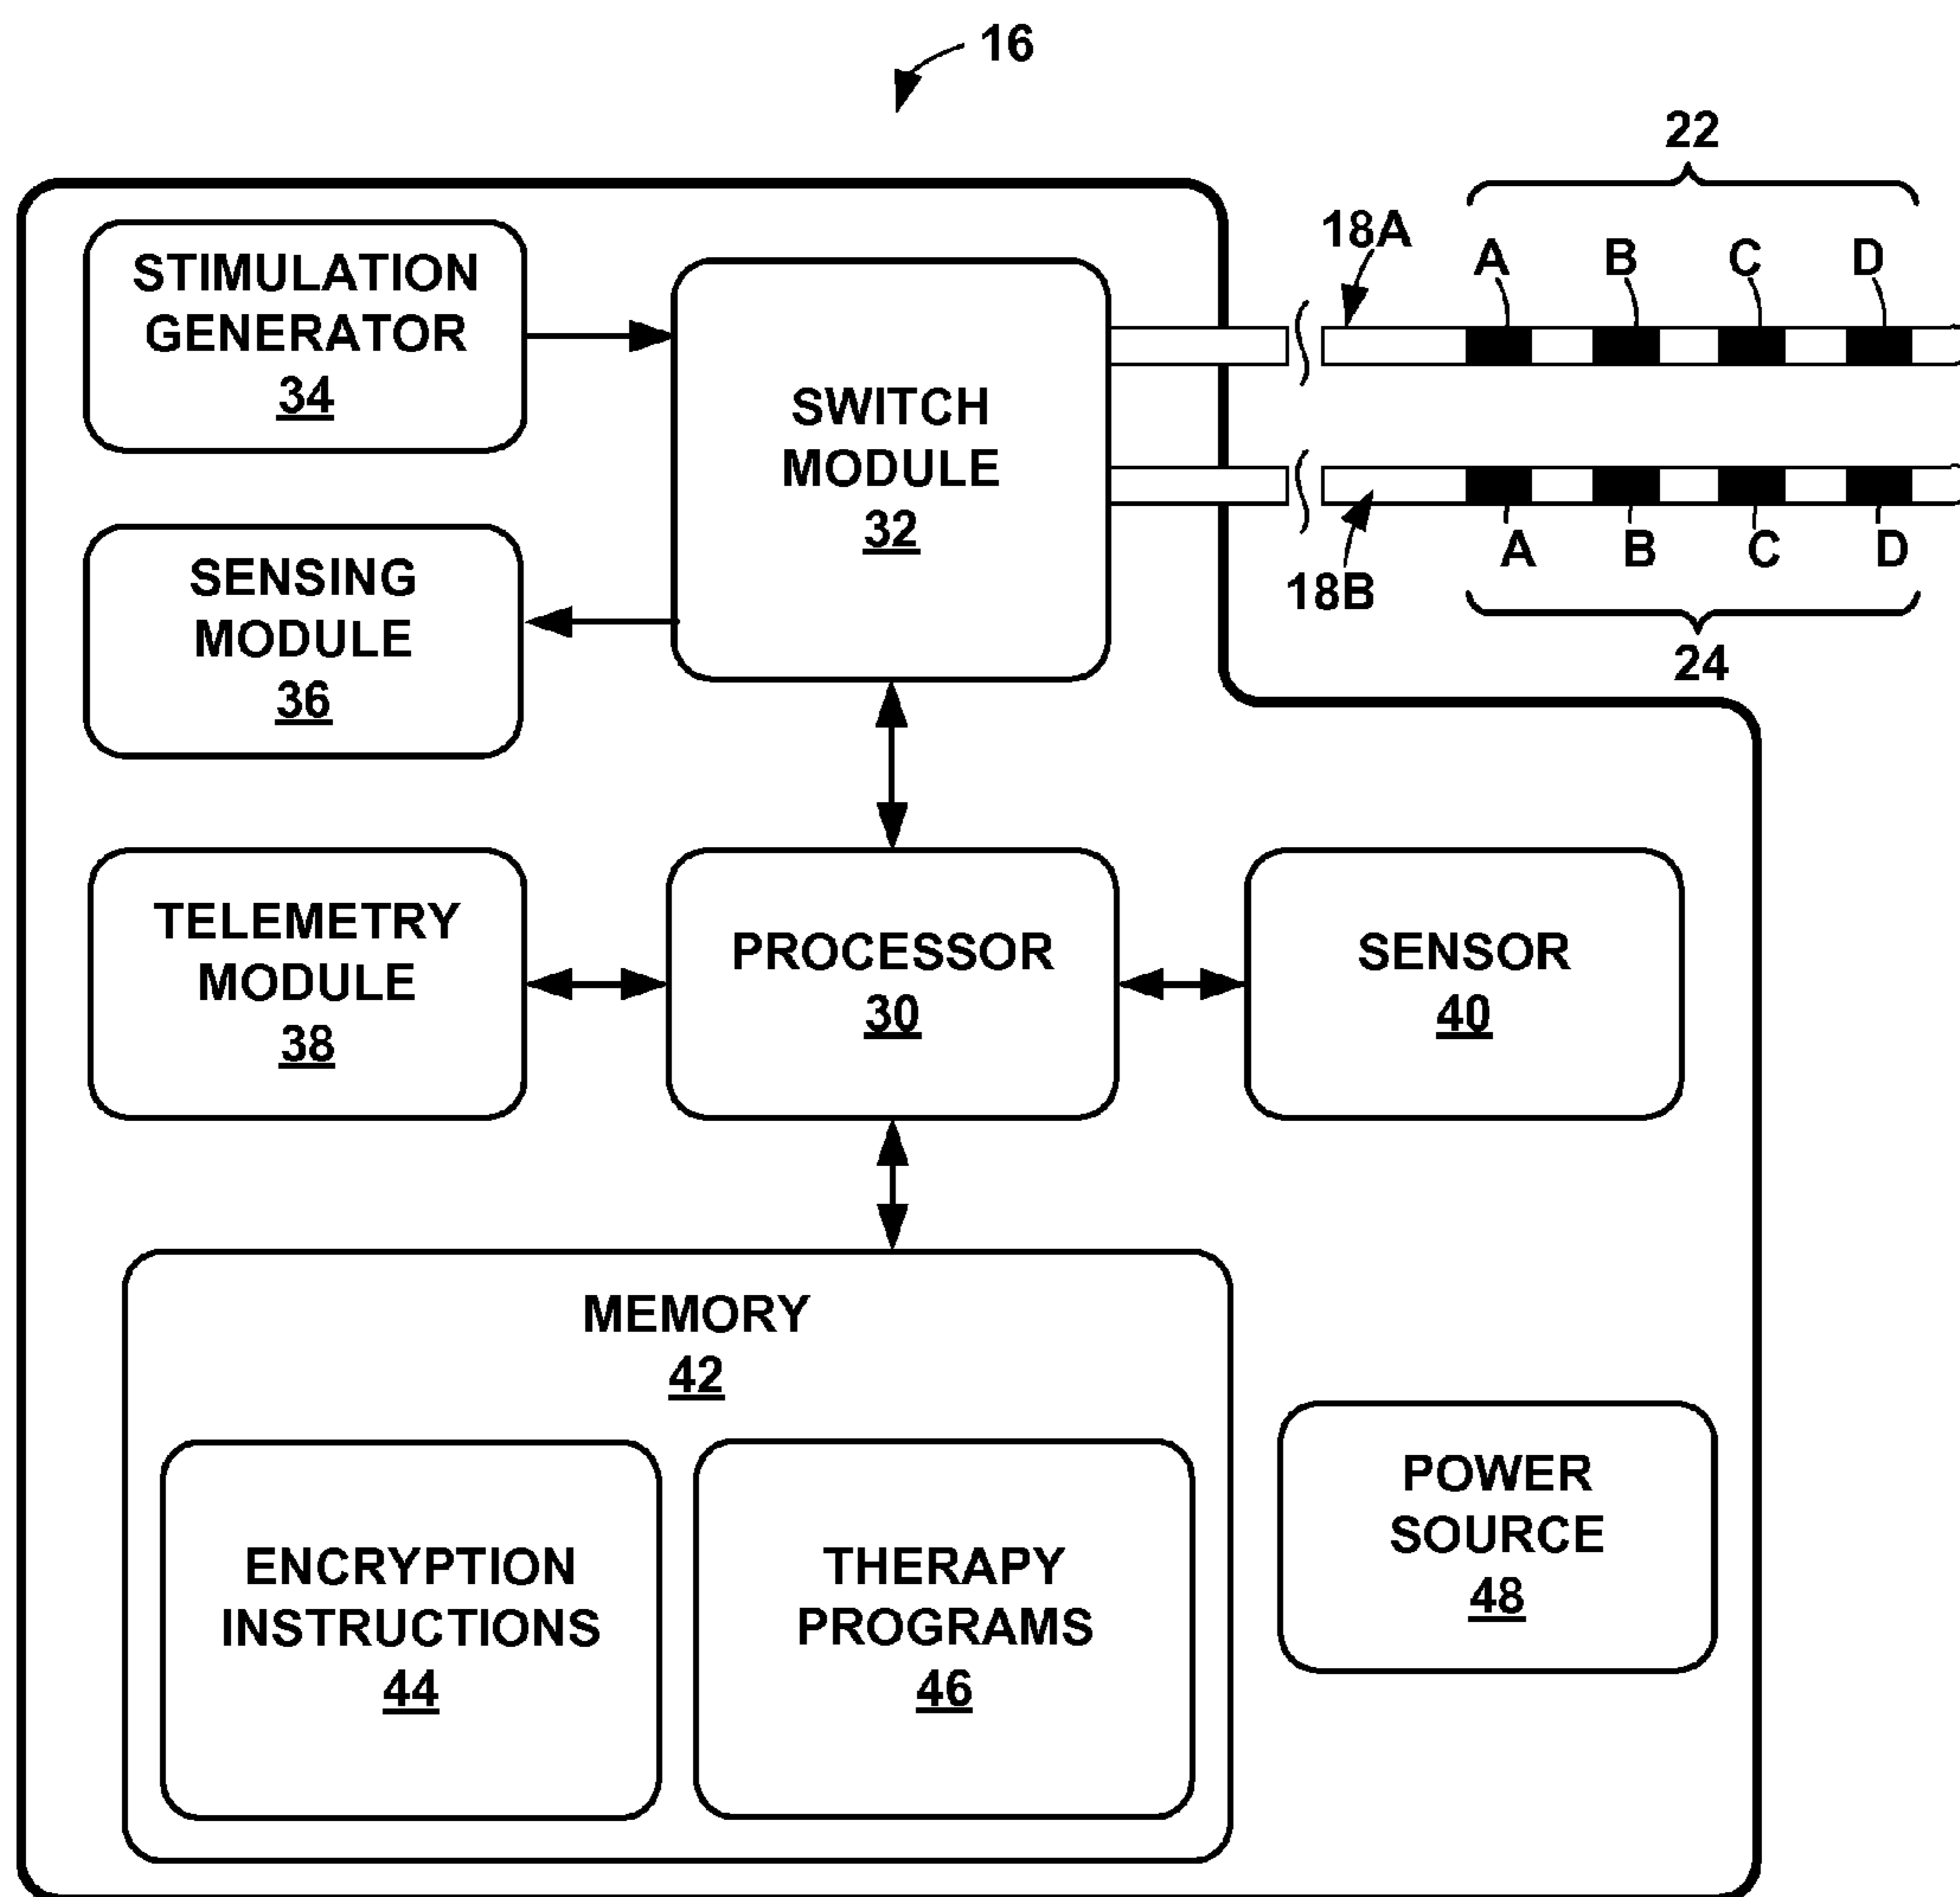 16
22
18A
A B C D
STIMULATION
GENERATOR
34
SWITCH
MODULE
32
A B C D
18B
24
SENSING
MODULE
36
TELEMETRY
MODULE
38
PROCESSOR
30
SENSOR
40
MEMORY
42
ENCRYPTION
INSTRUCTIONS
44
THERAPY
PROGRAMS
46
POWER
SOURCE
48